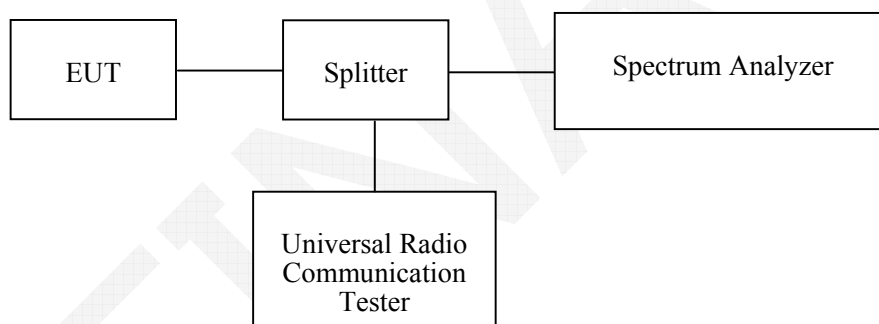 EUT
Splitter
Spectrum Analyzer
Universal Radio
Communication
Tester